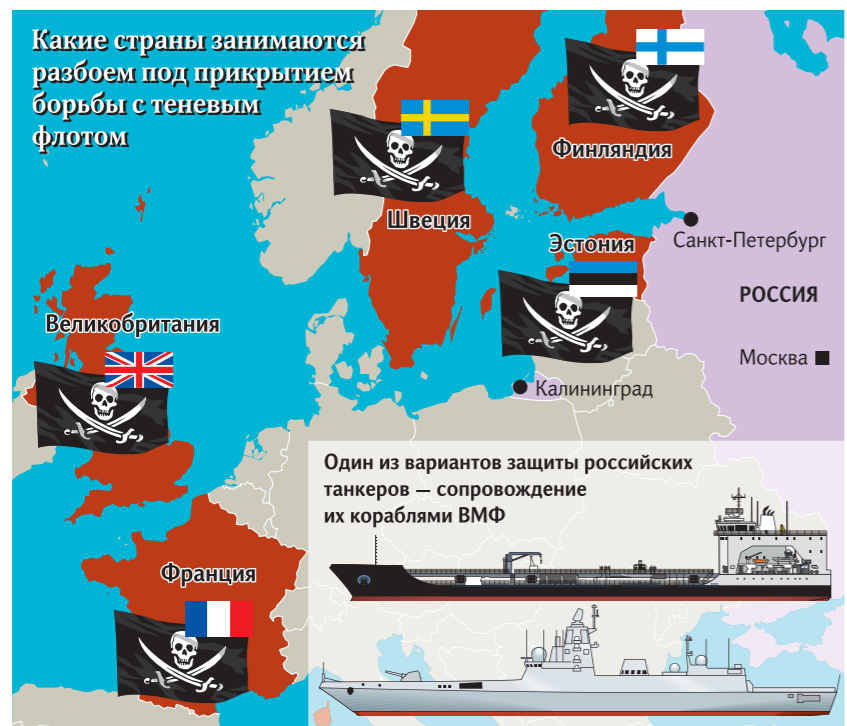 Какие страны занимаются
разбоем под прикрытием
борьбы с теневым
флотом
Финляндия
Швеция
Эстония
Санкт-Петербург
РОССИЯ
Великобритания
Москва
Калининград
Один из вариантов защиты российских
танкеров — сопровождение
их кораблями ВМФ
Франция